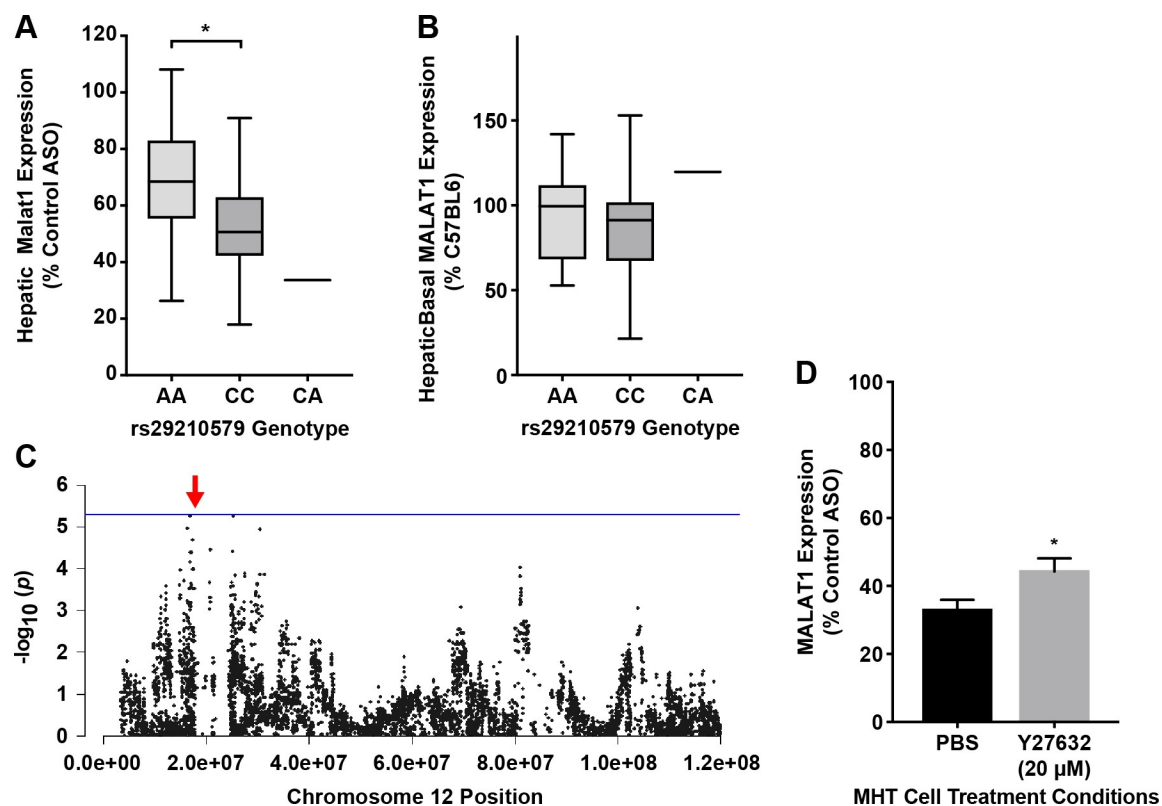 A
Hepatic Malat1 Expression
(% Control ASO)
120
100
80
60
40
20
0
*
AA CC CA
rs29210579 Genotype
B
HepaticBasal MALAT1 Expression
(% C57BL6)
150
100
50
0
AA CC CA
rs29210579 Genotype
C
-log10 (p)
6
5
4
3
2
1
0
0.0e+00 2.0e+07 4.0e+07 6.0e+07 8.0e+07 1.0e+08 1.2e+08
Chromosome 12 Position
D
MALAT1 Expression
(% Control ASO)
100
80
60
40
20
0
*
PBS Y27632
(20 µM)
MHT Cell Treatment Conditions